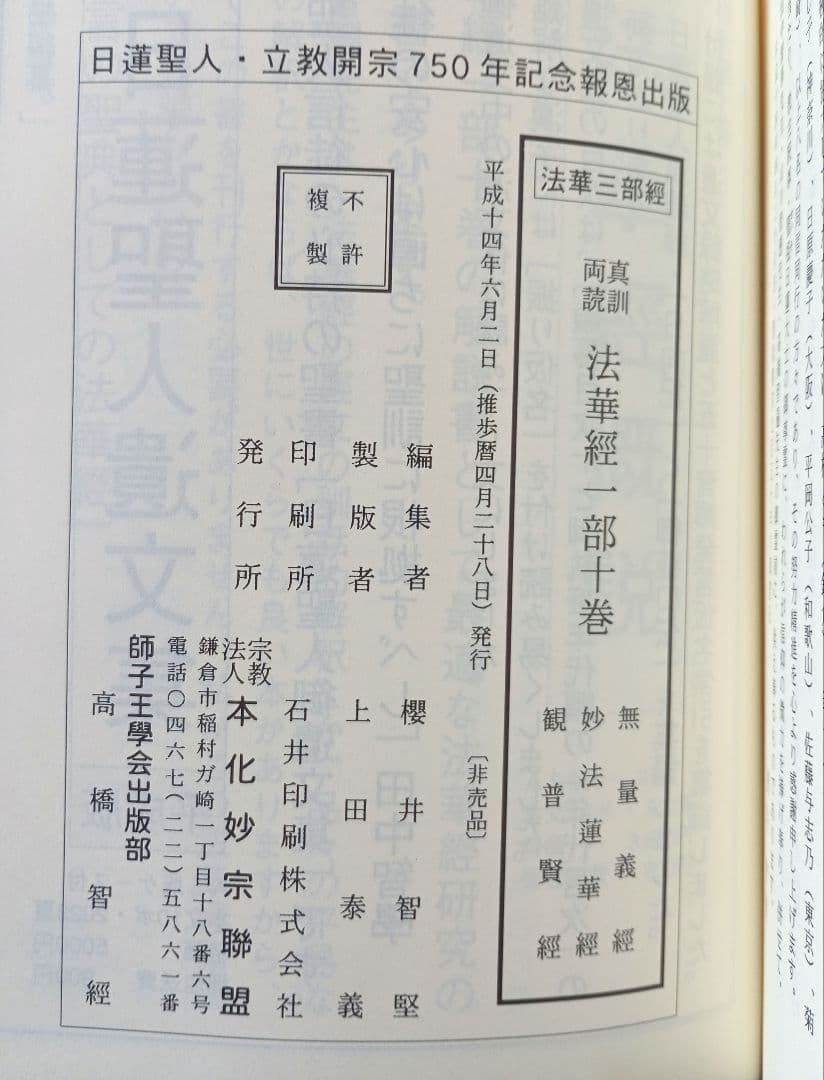 日蓮聖人・立教開宗750年記念報恩出版
法華三部經
真訓両読 法華經一部十巻
無量義經
妙法蓮華經
観普賢經
平成十四年六月二日（推歩暦四月二十八日）発行 〔非売品〕
不許複製
編集者 櫻井智堅
製版者 上田泰義
印刷所 石井印刷株式会社
発行所 宗教法人 本化妙宗聯盟
鎌倉市稲村ガ崎一丁目十八番六号
電話〇四六七（二二）五八六一番
師子王學会出版部
高橋智經